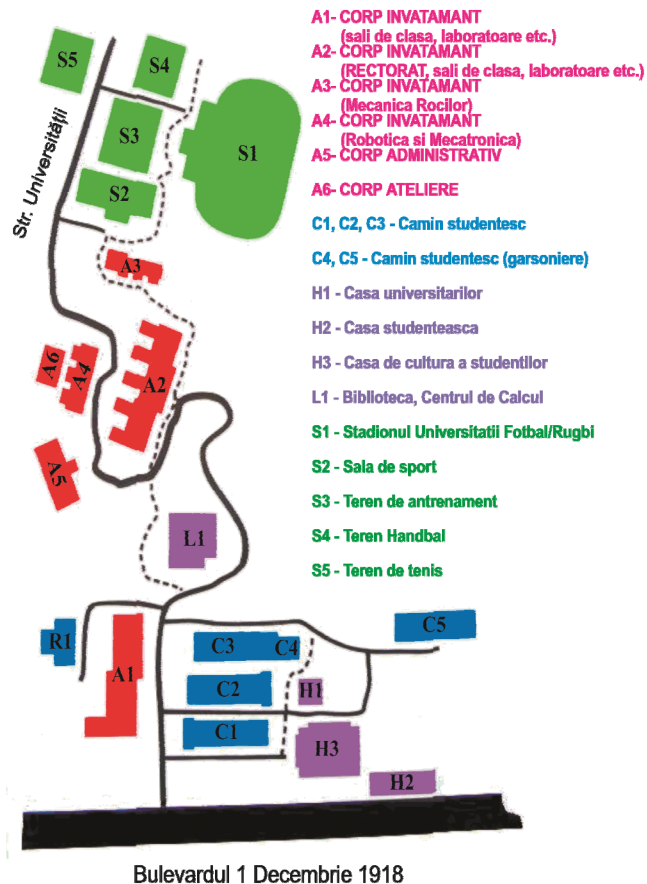 A1- CORP INVATAMANT
(sali de clasa, laboratoare etc.)
A2- CORP INVATAMANT
(RECTORAT, sali de clasa, laboratoare etc.)
A3- CORP INVATAMANT
(Mecanica Rocilor)
A4- CORP INVATAMANT
(Robotica si Mecatronica)
A5- CORP ADMINISTRATIV
A6- CORP ATELIERE
C1, C2, C3 - Camin studentesc
C4, C5 - Camin studentesc (garsoniere)
H1 - Casa universitarilor
H2 - Casa studenteasca
H3 - Casa de cultura a studentilor
L1 - Biblioteca, Centrul de Calcul
S1 - Stadionul Universitatii Fotbal/Rugbi
S2 - Sala de sport
S3 - Teren de antrenament
S4 - Teren Handbal
S5 - Teren de tenis
S5
S4
S3
S1
S2
Str. Universității
A3
A6
A4
A2
A5
L1
R1
A1
C3
C4
C5
C2
H1
C1
H3
H2
Bulevardul 1 Decembrie 1918